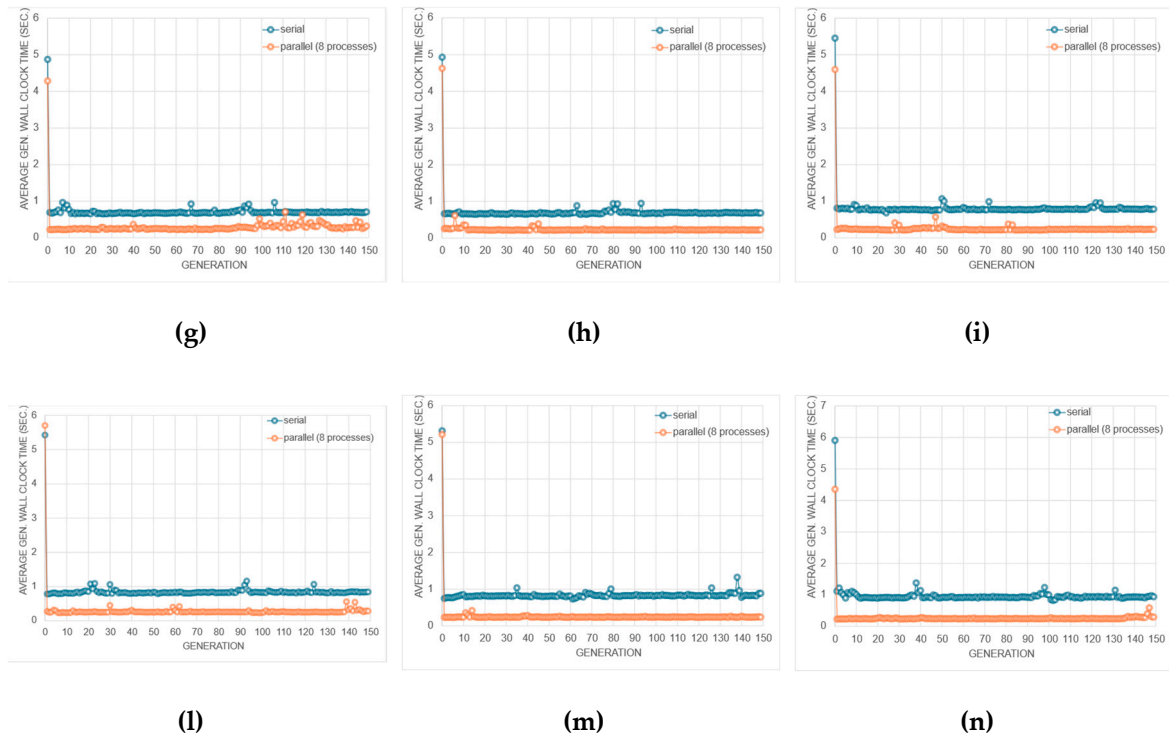 AVERAGE GEN. WALL CLOCK TIME (SEC.)
6
5
4
3
2
1
0
serial
parallel (8 processes)
0 10 20 30 40 50 60 70 80 90 100 110 120 130 140 150
GENERATION
(g)
AVERAGE GEN. WALL CLOCK TIME (SEC.)
6
5
4
3
2
1
0
serial
parallel (8 processes)
0 10 20 30 40 50 60 70 80 90 100 110 120 130 140 150
GENERATION
(h)
AVERAGE GEN. WALL CLOCK TIME (SEC.)
6
5
4
3
2
1
0
serial
parallel (8 processes)
0 10 20 30 40 50 60 70 80 90 100 110 120 130 140 150
GENERATION
(i)
AVERAGE GEN. WALL CLOCK TIME (SEC.)
6
5
4
3
2
1
0
serial
parallel (8 processes)
0 10 20 30 40 50 60 70 80 90 100 110 120 130 140 150
GENERATION
(l)
AVERAGE GEN. WALL CLOCK TIME (SEC.)
6
5
4
3
2
1
0
serial
parallel (8 processes)
0 10 20 30 40 50 60 70 80 90 100 110 120 130 140 150
GENERATION
(m)
AVERAGE GEN. WALL CLOCK TIME (SEC.)
7
6
5
4
3
2
1
0
serial
parallel (8 processes)
0 10 20 30 40 50 60 70 80 90 100 110 120 130 140 150
GENERATION
(n)